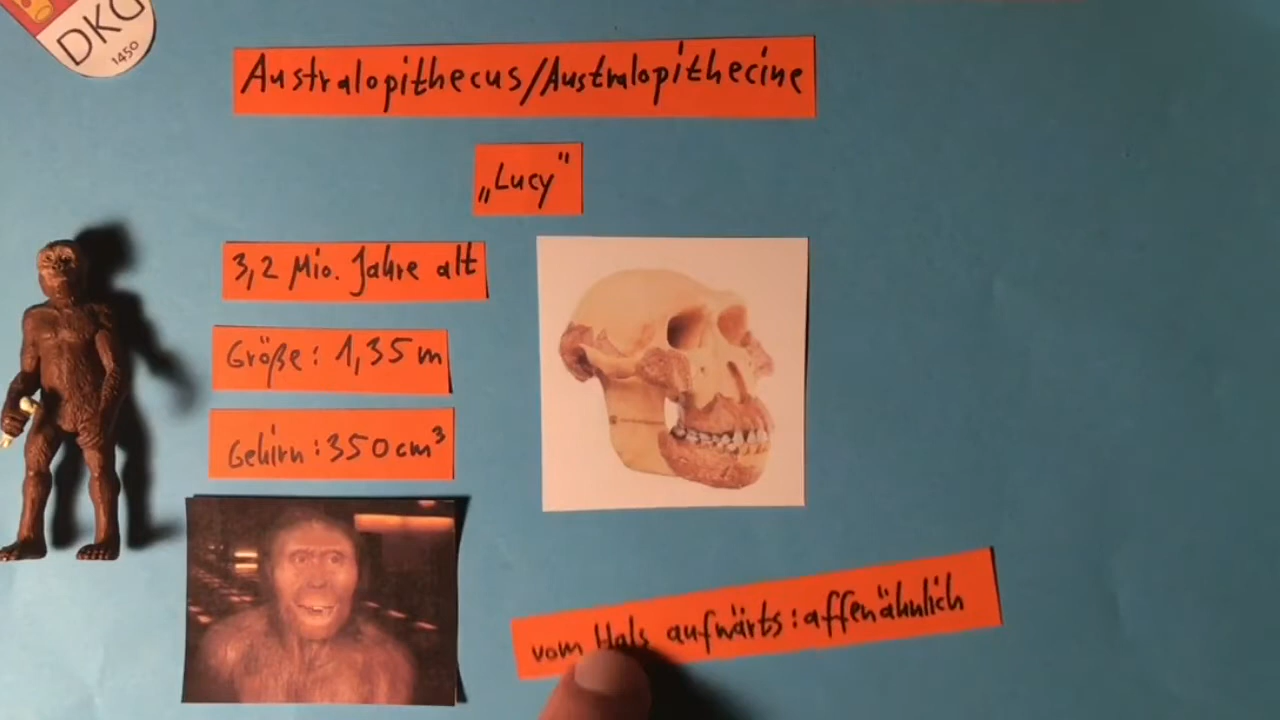 DKG
1450
Australopithecus/Australopithecine
„Lucy"
3,2 Mio. Jahre alt
Größe: 1,35 m
Gehirn: 350 cm³
vom Hals aufwärts: affenähnlich